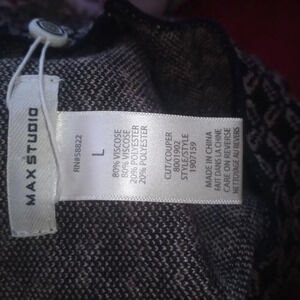 MAX STUDIO
RN#58822
L
80% VISCOSE
80% VISCOSE
20% POLYESTER
20% POLYESTER
CUT/COUPER
8001902
STYLE/STYLE
1907159
MADE IN CHINA
FAIT DANS LA CHINE
CARE ON REVERSE
NETTOYAGE AU REVERS